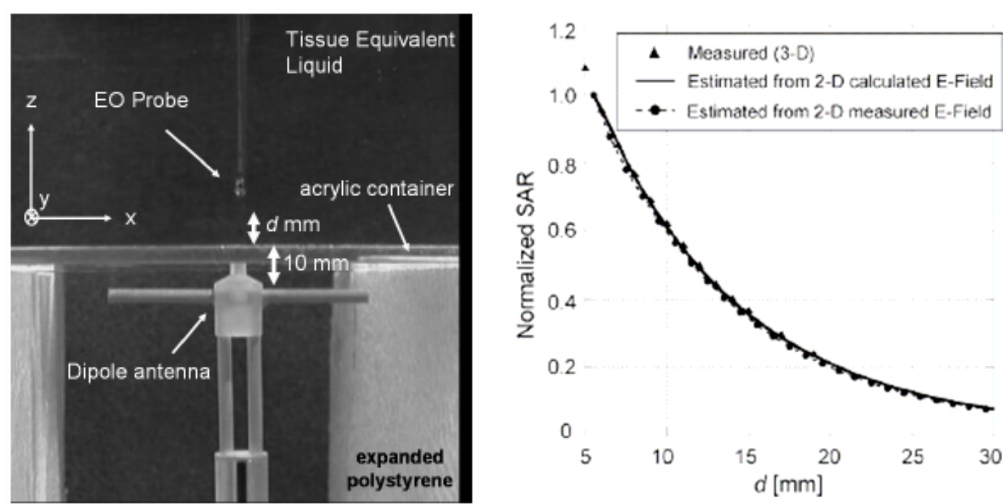 Tissue Equivalent
Liquid
EO Probe
z
y
x
acrylic container
d mm
10 mm
Dipole antenna
expanded
polystyrene
1.2
1.0
0.8
0.6
0.4
0.2
0
Normalized SAR
Measured (3-D)
Estimated from 2-D calculated E-Field
Estimated from 2-D measured E-Field
5 10 15 20 25 30
d [mm]